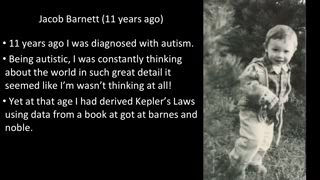 Jacob Barnett (11 years ago)
• 11 years ago I was diagnosed with autism.
• Being autistic, I was constantly thinking
about the world in such great detail it
seemed like I'm wasn't thinking at all!
• Yet at that age I had derived Kepler's Laws
using data from a book at got at barnes and
noble.